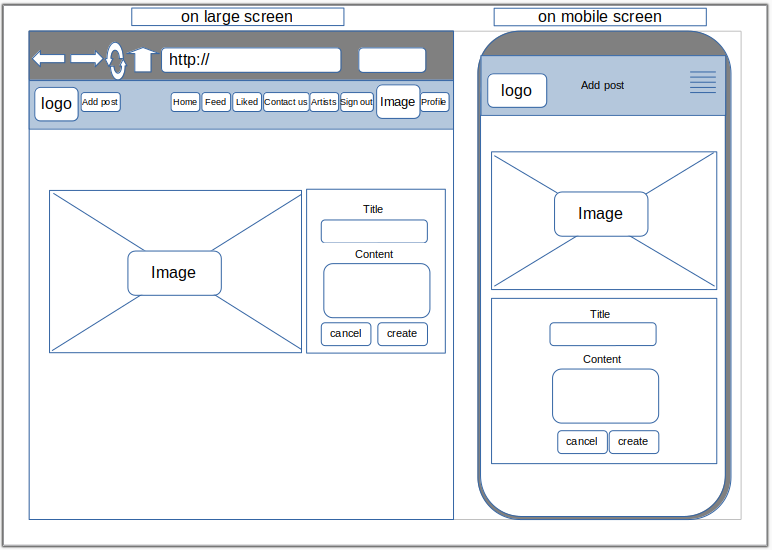 on large screen
http://
logo
Add post
Home
Feed
Liked
Contact us
Artists
Sign out
Image
Profile
Image
Title
Content
cancel
create
on mobile screen
logo
Add post
Image
Title
Content
cancel
create